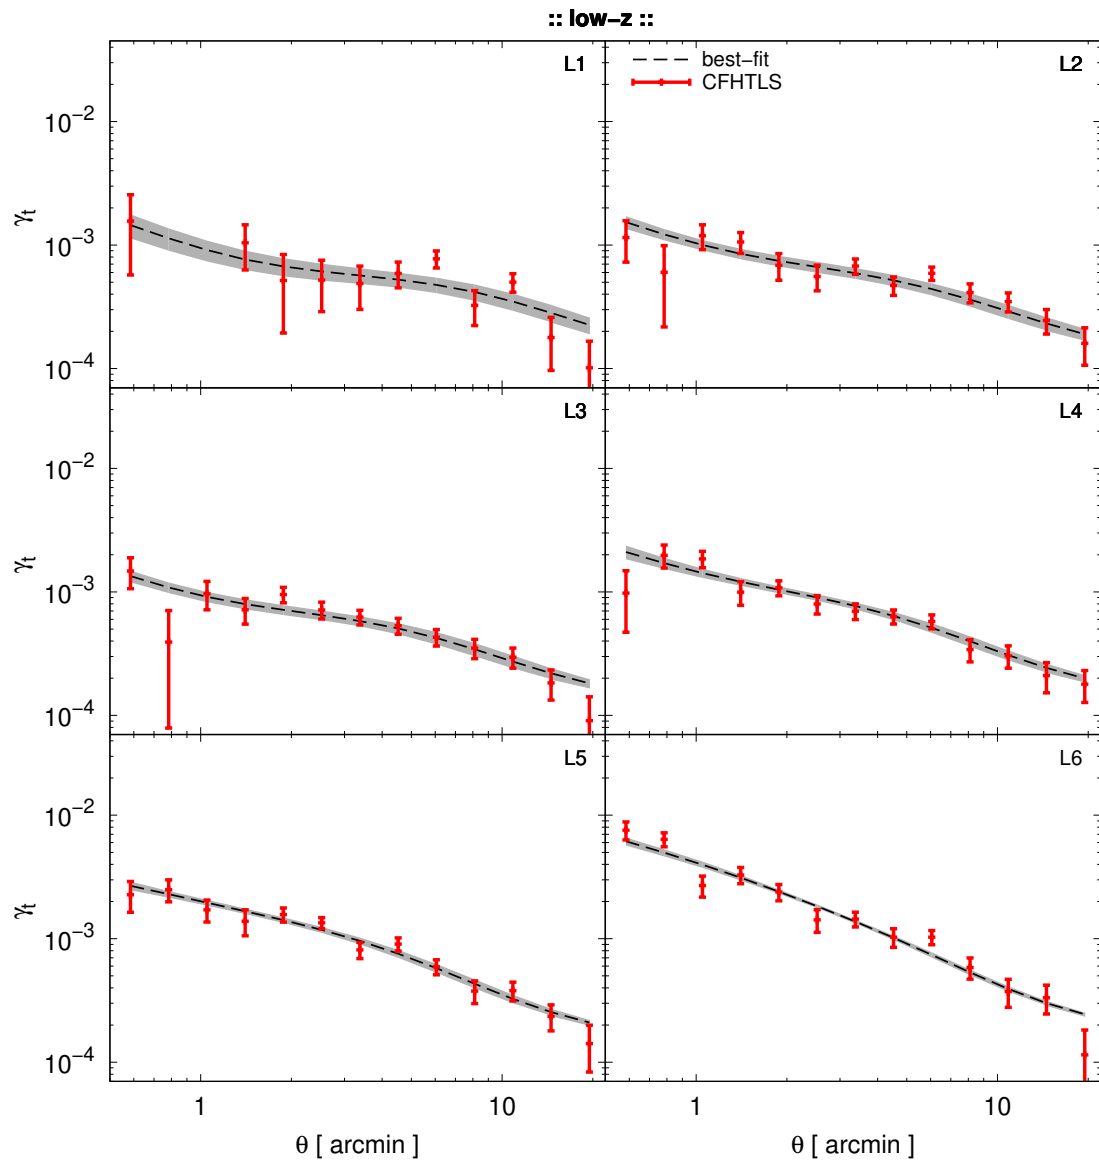 :: low-z ::
L1
L2
best-fit
CFHTLS
10⁻²
10⁻³
10⁻⁴
γt
L3
L4
10⁻²
10⁻³
10⁻⁴
γt
L5
L6
10⁻²
10⁻³
10⁻⁴
γt
1 10 1 10
θ [ arcmin ] θ [ arcmin ]